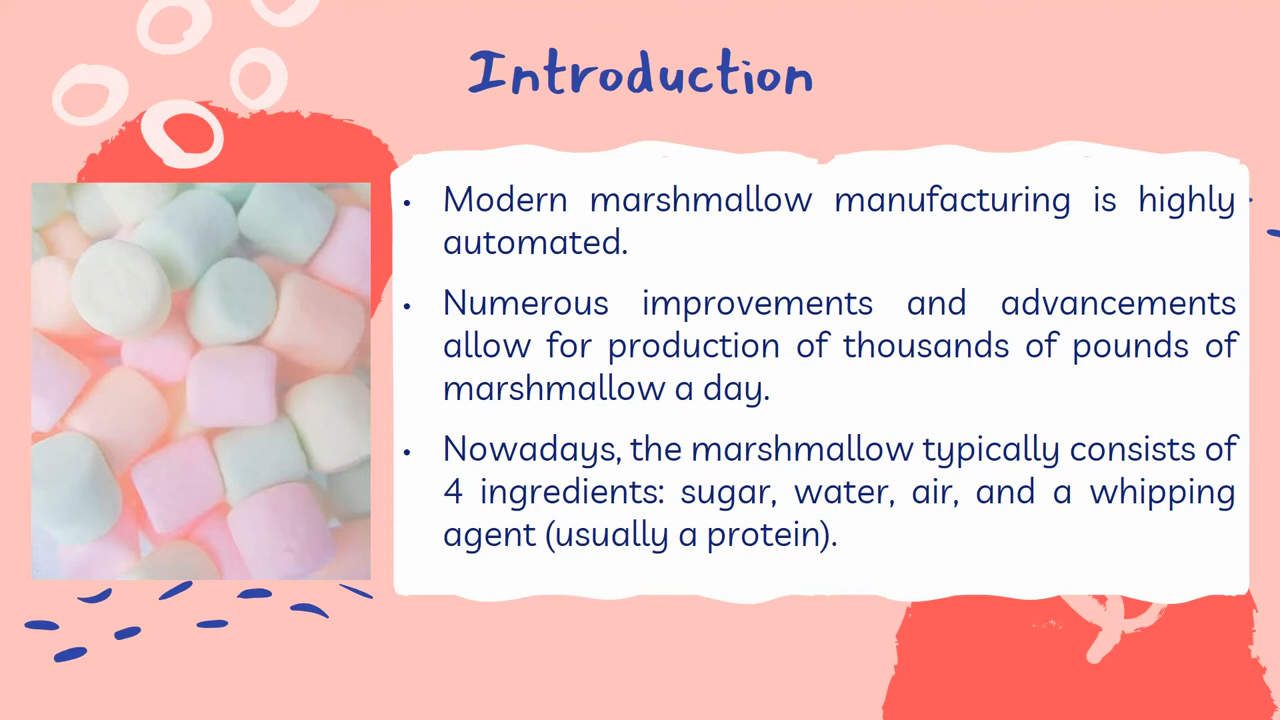 Introduction
• Modern marshmallow manufacturing is highly
automated.
• Numerous improvements and advancements
allow for production of thousands of pounds of
marshmallow a day.
• Nowadays, the marshmallow typically consists of
4 ingredients: sugar, water, air, and a whipping
agent (usually a protein).